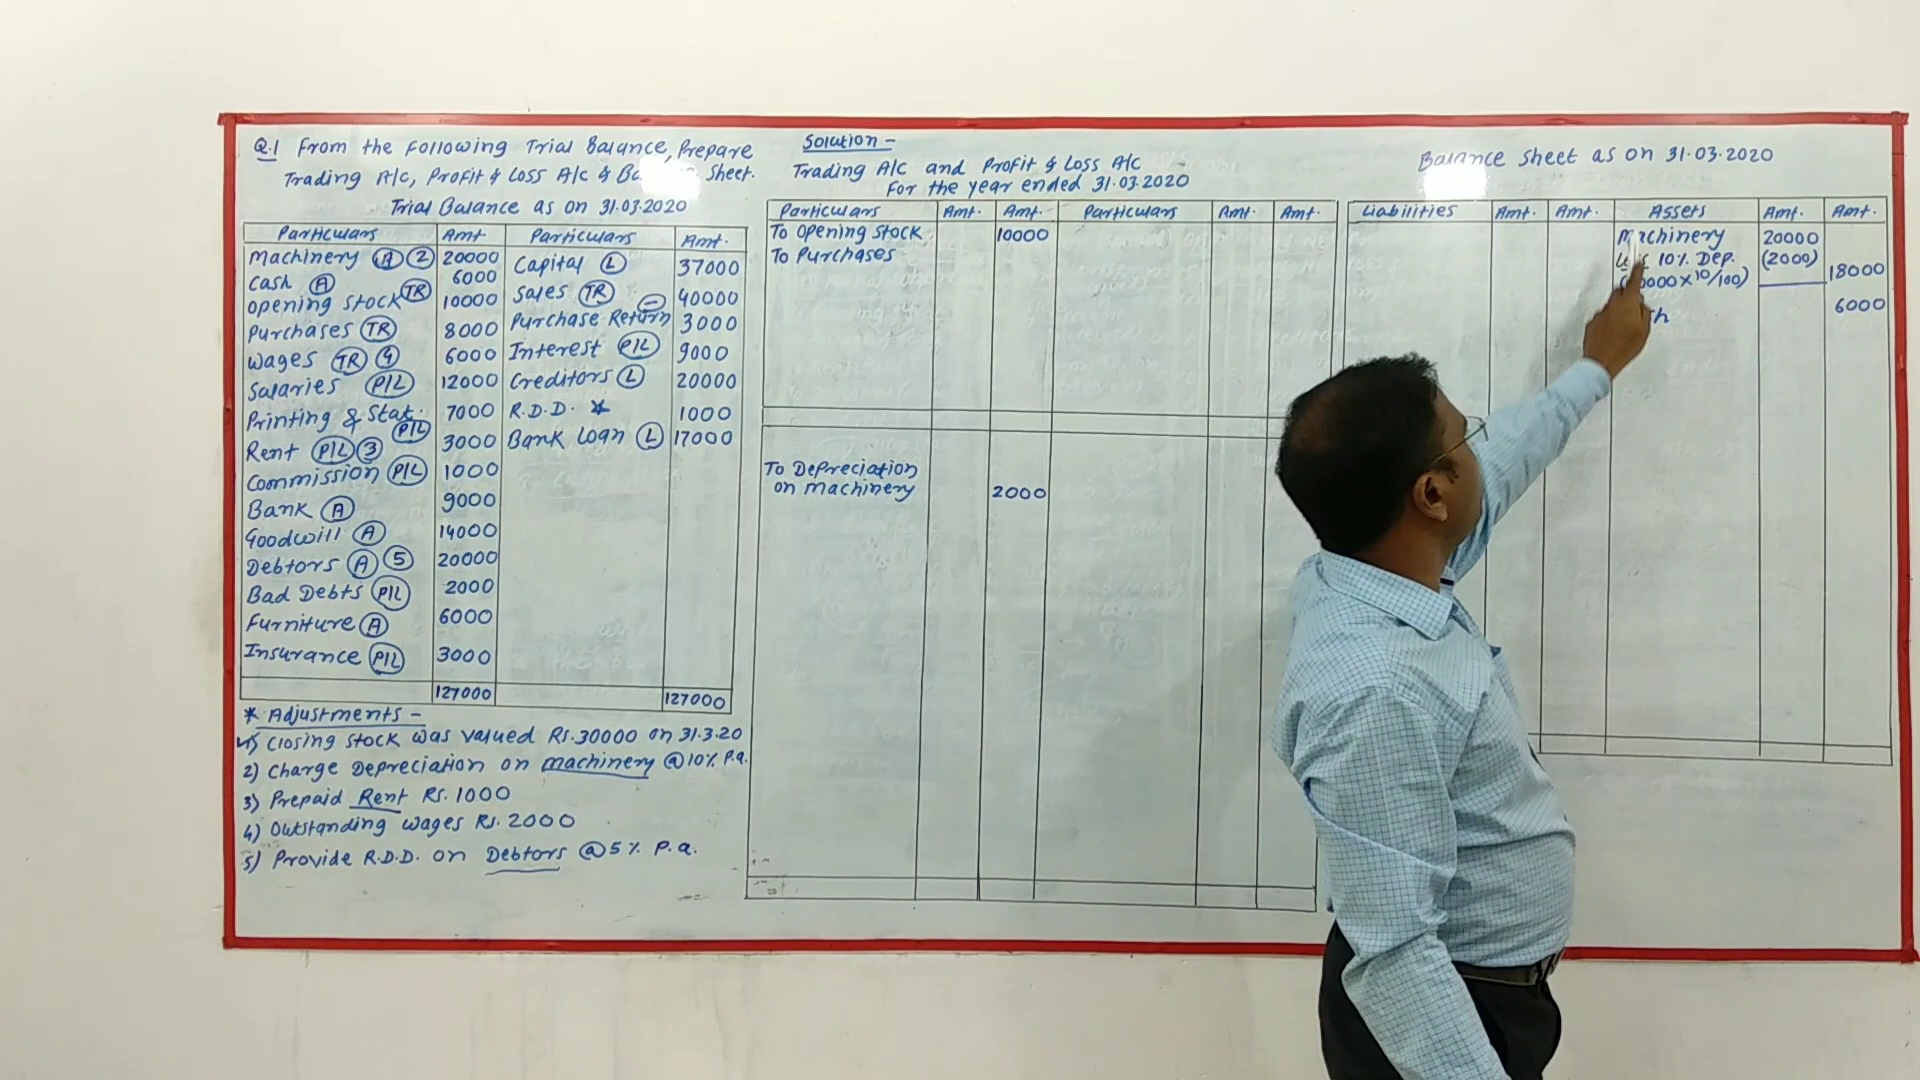 Q.1 From the Following Trial Balance, Prepare
Trading A/c, Profit & Loss A/c & Sheet.
Trial Balance as on 31.03.2020
Particulars Amt Particulars Amt.
Machinery (A) (2) 20000 Capital (L) 37000
Cash (A) 6000 Sales (TR) 40000
Opening Stock (TR) 10000 Purchase Return (-) 3000
Purchases (TR) 8000 Interest (P/L) 9000
Wages (TR) (4) 6000 Creditors (L) 20000
Salaries (P/L) 12000 R.D.D. * 1000
Printing & Stat. (P/L) 7000 Bank Loan (L) 17000
Rent (P/L) (3) 3000
Commission (P/L) 1000
Bank (A) 9000
Goodwill (A) 14000
Debtors (A) (5) 20000
Bad Debts (P/L) 2000
Furniture (A) 6000
Insurance (P/L) 3000
127000 127000
* Adjustments -
1) Closing Stock was valued Rs.30000 on 31.3.20
2) Charge Depreciation on machinery @10% P.a.
3) Prepaid Rent Rs.1000
4) Outstanding wages Rs.2000
5) Provide R.D.D. on Debtors @5% P.a.
Solution -
Trading A/c and Profit & Loss A/c
For the year ended 31.03.2020
Particulars Amt. Amt. Particulars Amt. Amt.
To Opening Stock 10000
To Purchases
To Depreciation
on machinery 2000
Balance Sheet as on 31.03.2020
Liabilities Amt. Amt. Assets Amt. Amt.
Machinery 20000
10% Dep. (2000) 18000
0000 x 10/100)
6000